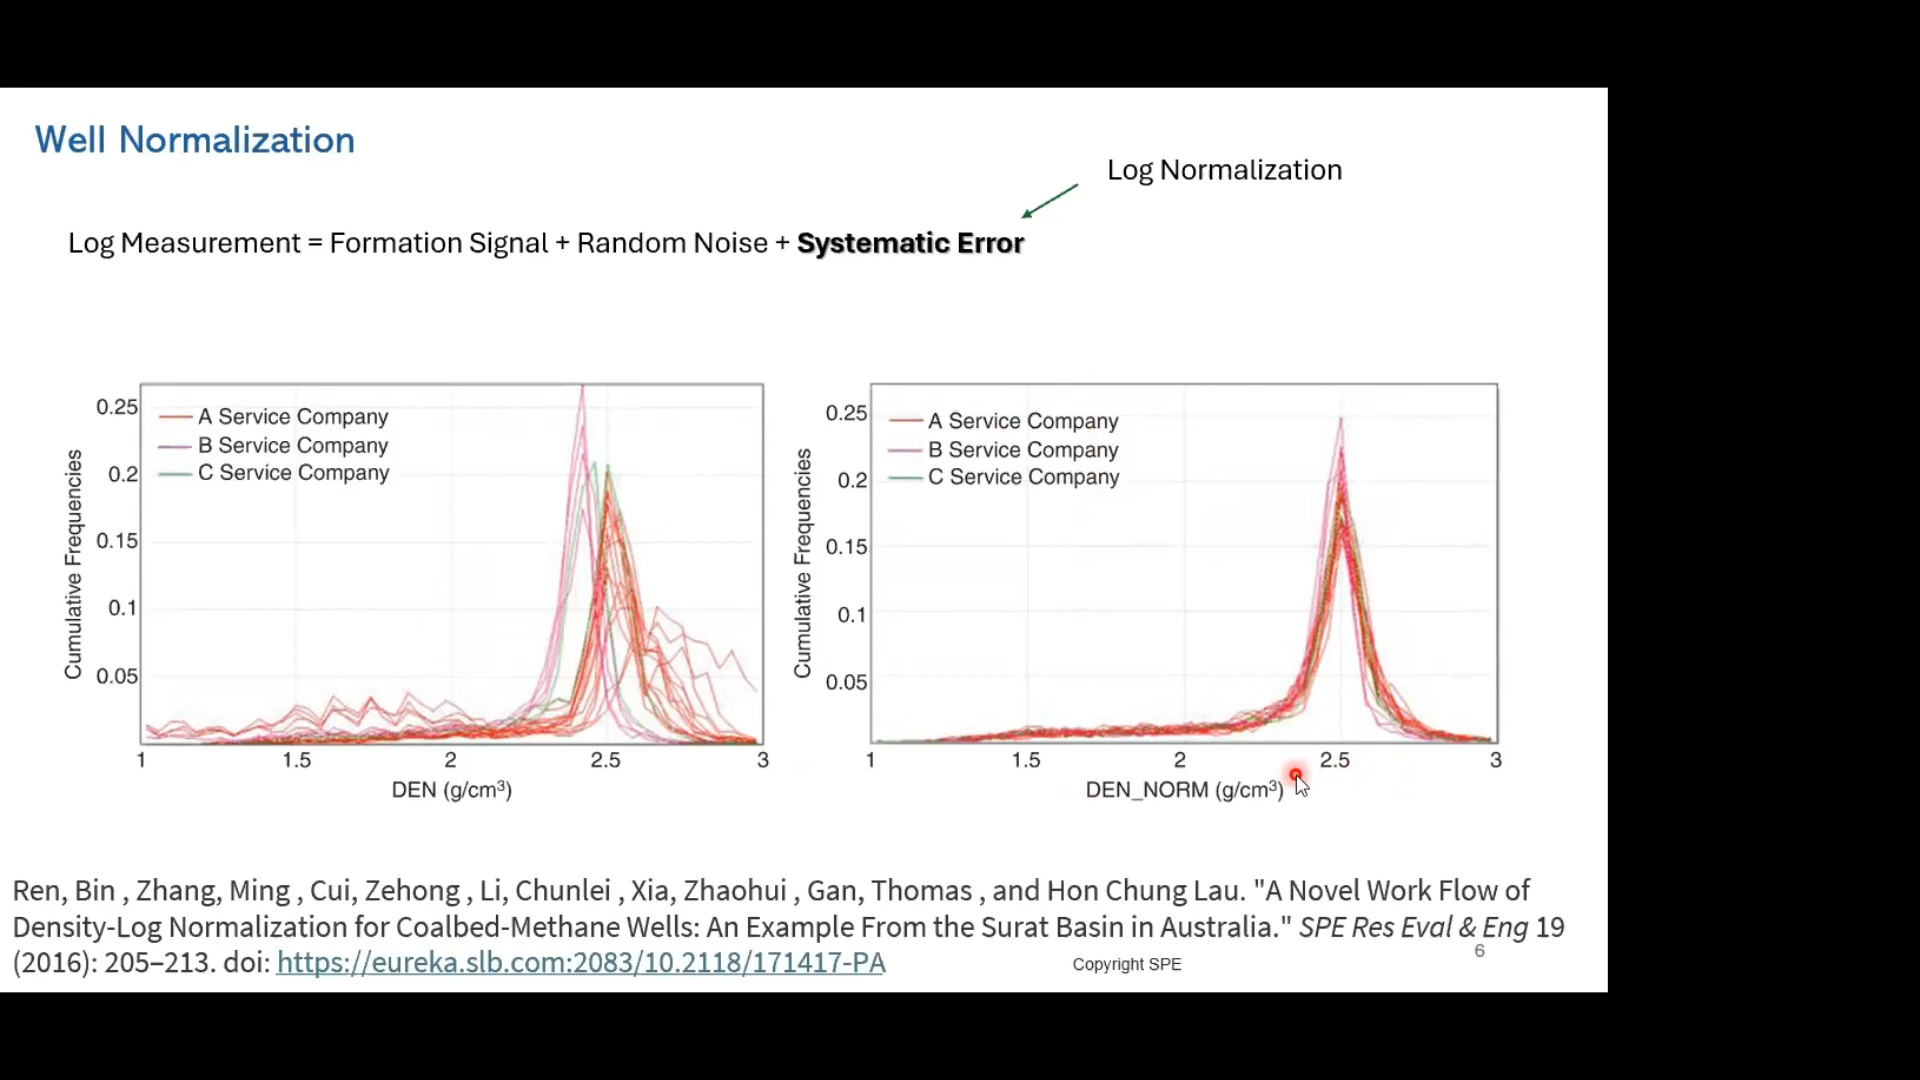 Well Normalization
Log Normalization
Log Measurement = Formation Signal + Random Noise + Systematic Error
A Service Company
B Service Company
C Service Company
Cumulative Frequencies
0.25
0.2
0.15
0.1
0.05
1 1.5 2 2.5 3
DEN (g/cm³)
A Service Company
B Service Company
C Service Company
Cumulative Frequencies
0.25
0.2
0.15
0.1
0.05
1 1.5 2 2.5 3
DEN_NORM (g/cm³)
Ren, Bin , Zhang, Ming , Cui, Zehong , Li, Chunlei , Xia, Zhaohui , Gan, Thomas , and Hon Chung Lau. "A Novel Work Flow of
Density-Log Normalization for Coalbed-Methane Wells: An Example From the Surat Basin in Australia." SPE Res Eval & Eng 19
(2016): 205–213. doi: https://eureka.slb.com:2083/10.2118/171417-PA
Copyright SPE
6